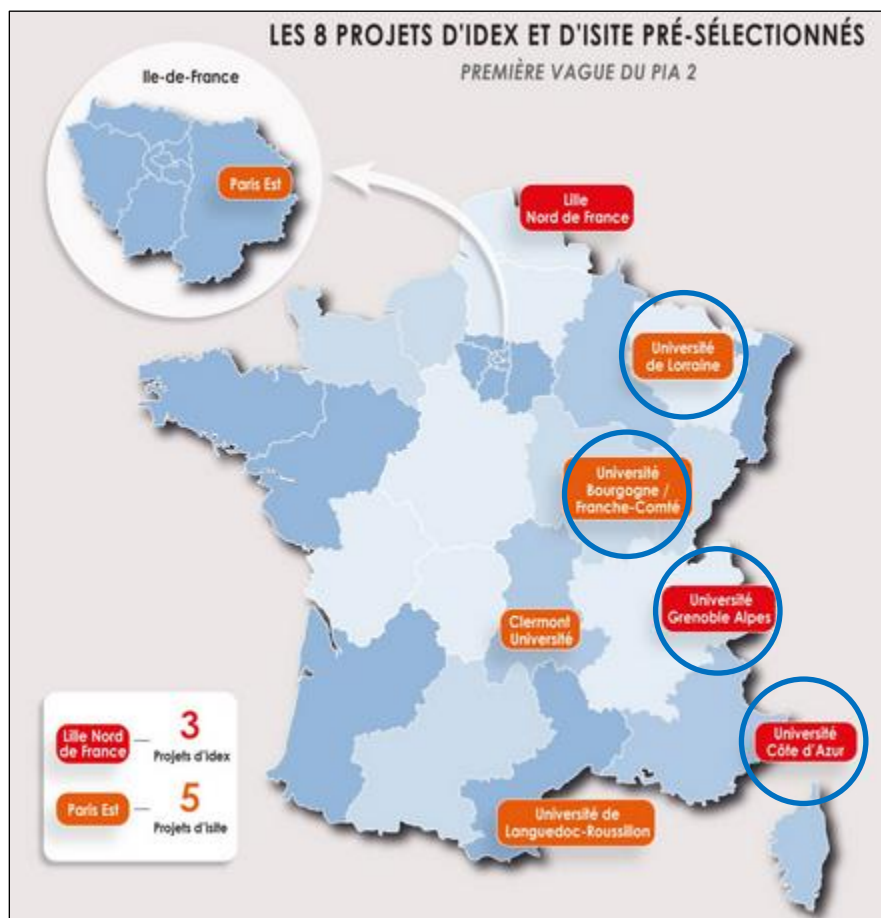 LES 8 PROJETS D'IDEX ET D'ISITE PRÉ-SÉLECTIONNÉS
PREMIÈRE VAGUE DU PIA 2
Ile-de-France
Paris Est
Lille
Nord de France
Université
de Lorraine
Université
Bourgogne /
Franche-Comté
Université
Grenoble Alpes
Clermont
Université
Université
Côte d'Azur
Université de
Languedoc-Roussillon
Lille Nord
de France
3
Projets d'Idex
Paris Est
5
Projets d'Isite